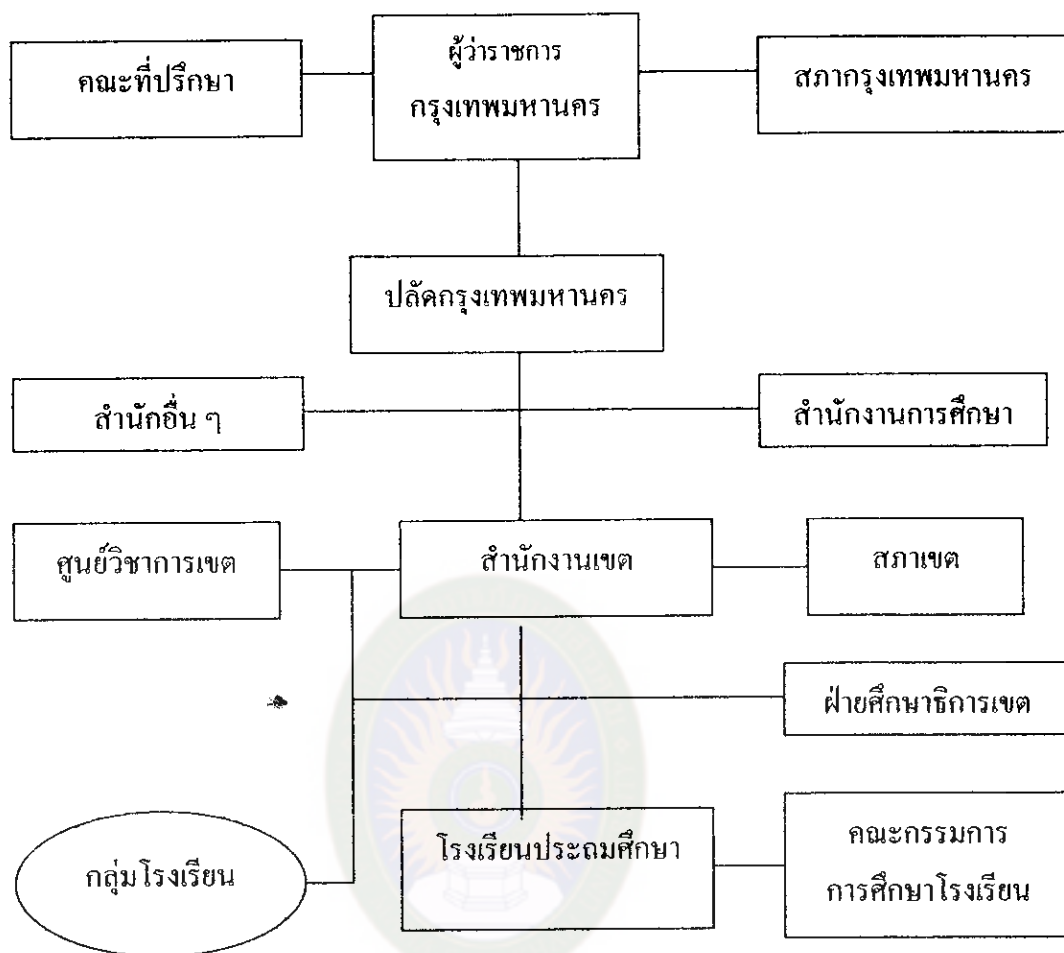 คณะที่ปรึกษา
ผู้ว่าราชการ
กรุงเทพมหานคร
สภากรุงเทพมหานคร
ปลัดกรุงเทพมหานคร
สำนักอื่น ๆ
สำนักงานการศึกษา
ศูนย์วิชาการเขต
สำนักงานเขต
สภาเขต
ฝ่ายศึกษาธิการเขต
กลุ่มโรงเรียน
โรงเรียนประถมศึกษา
คณะกรรมการ
การศึกษาโรงเรียน